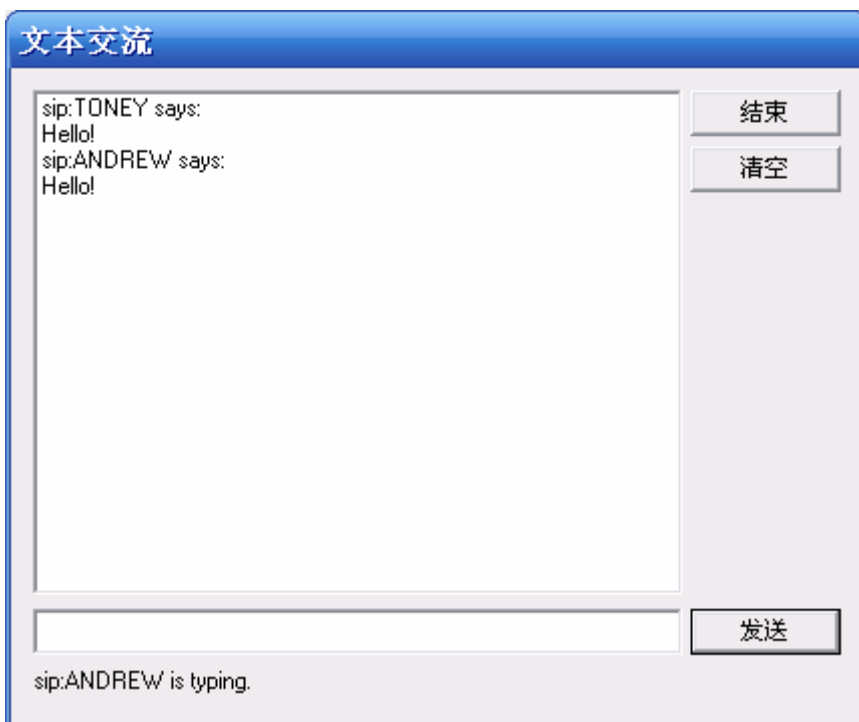 文本交流
sip:TONEY says:
Hello!
sip:ANDREW says:
Hello!
结束
清空
发送
sip:ANDREW is typing.